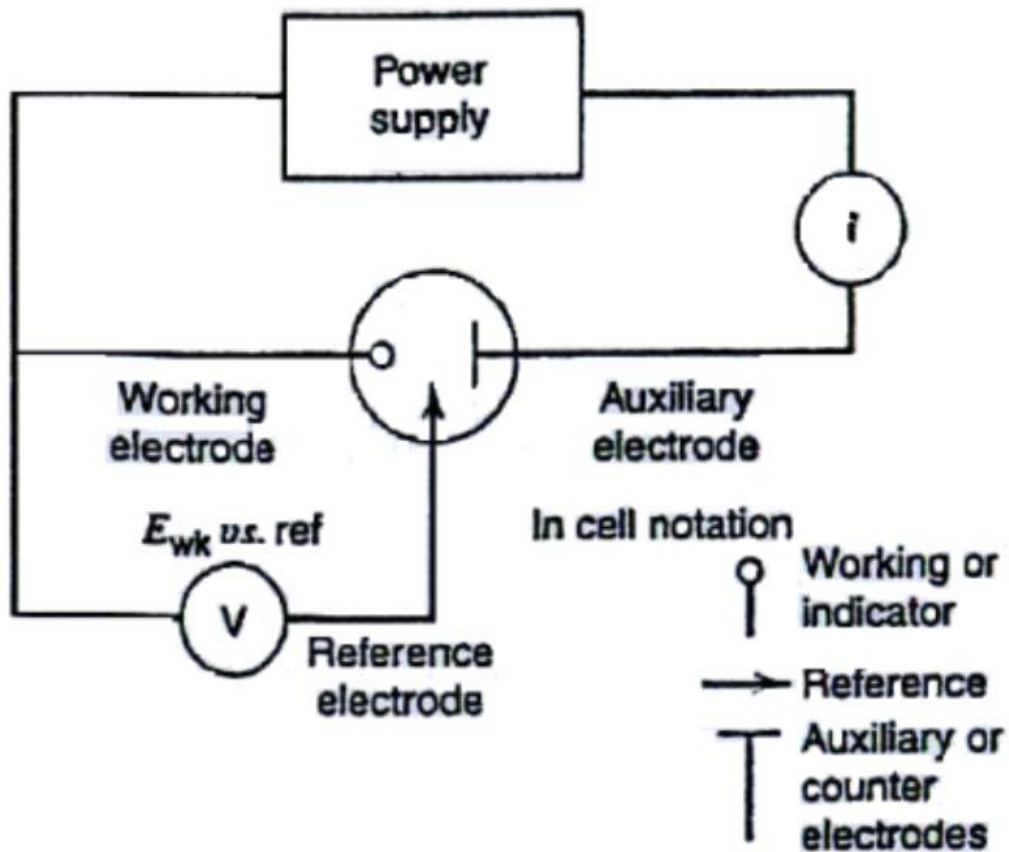 Power
supply
i
Working
electrode
Auxiliary
electrode
E wk vs. ref
V
Reference
electrode
In cell notation
Working or
indicator
Reference
Auxiliary or
counter
electrodes